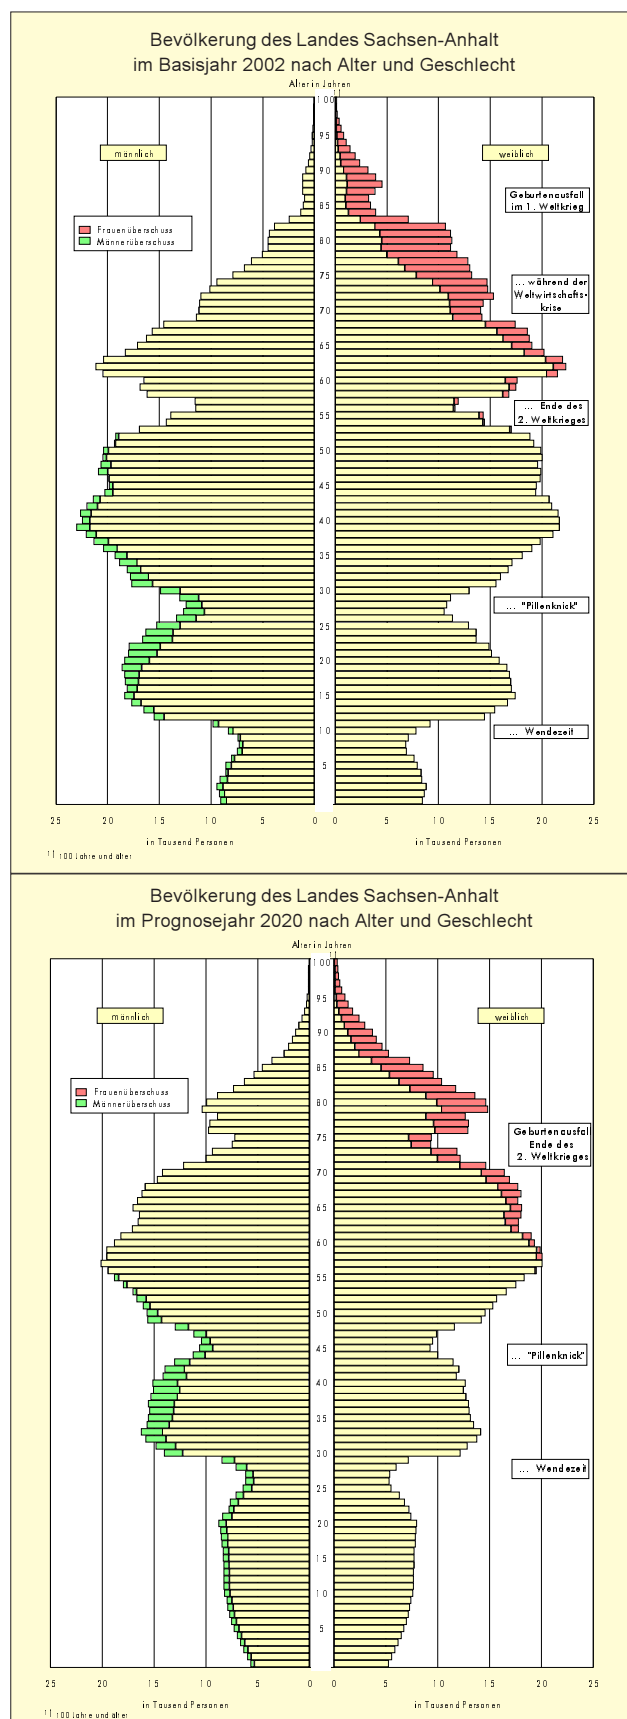 Bevölkerung des Landes Sachsen-Anhalt
im Basisjahr 2002 nach Alter und Geschlecht
Alter in Jahren
1)
100
95
männlich
weiblich
90
Geburtenausfall
im 1. Weltkrieg
85
Frauenüberschuss
Männerüberschuss
80
75
... während der
Weltwirtschafts-
krise
70
65
60
... Ende des
2. Weltkrieges
55
50
45
40
35
30
... "Pillenknick"
25
20
15
10
... Wendezeit
5
25 20 15 10 5 0 0 5 10 15 20 25
in Tausend Personen in Tausend Personen
1) 100 Jahre und älter
Bevölkerung des Landes Sachsen-Anhalt
im Prognosejahr 2020 nach Alter und Geschlecht
Alter in Jahren
1)
100
95
männlich
weiblich
90
85
Frauenüberschuss
Männerüberschuss
80
75
Geburtenausfal
Ende des
2. Weltkrieges
70
65
60
55
50
45
... "Pillenknick"
40
35
30
... Wendezeit
25
20
15
10
5
25 20 15 10 5 0 0 5 10 15 20 25
in Tausend Personen in Tausend Personen
1) 100 Jahre und älter